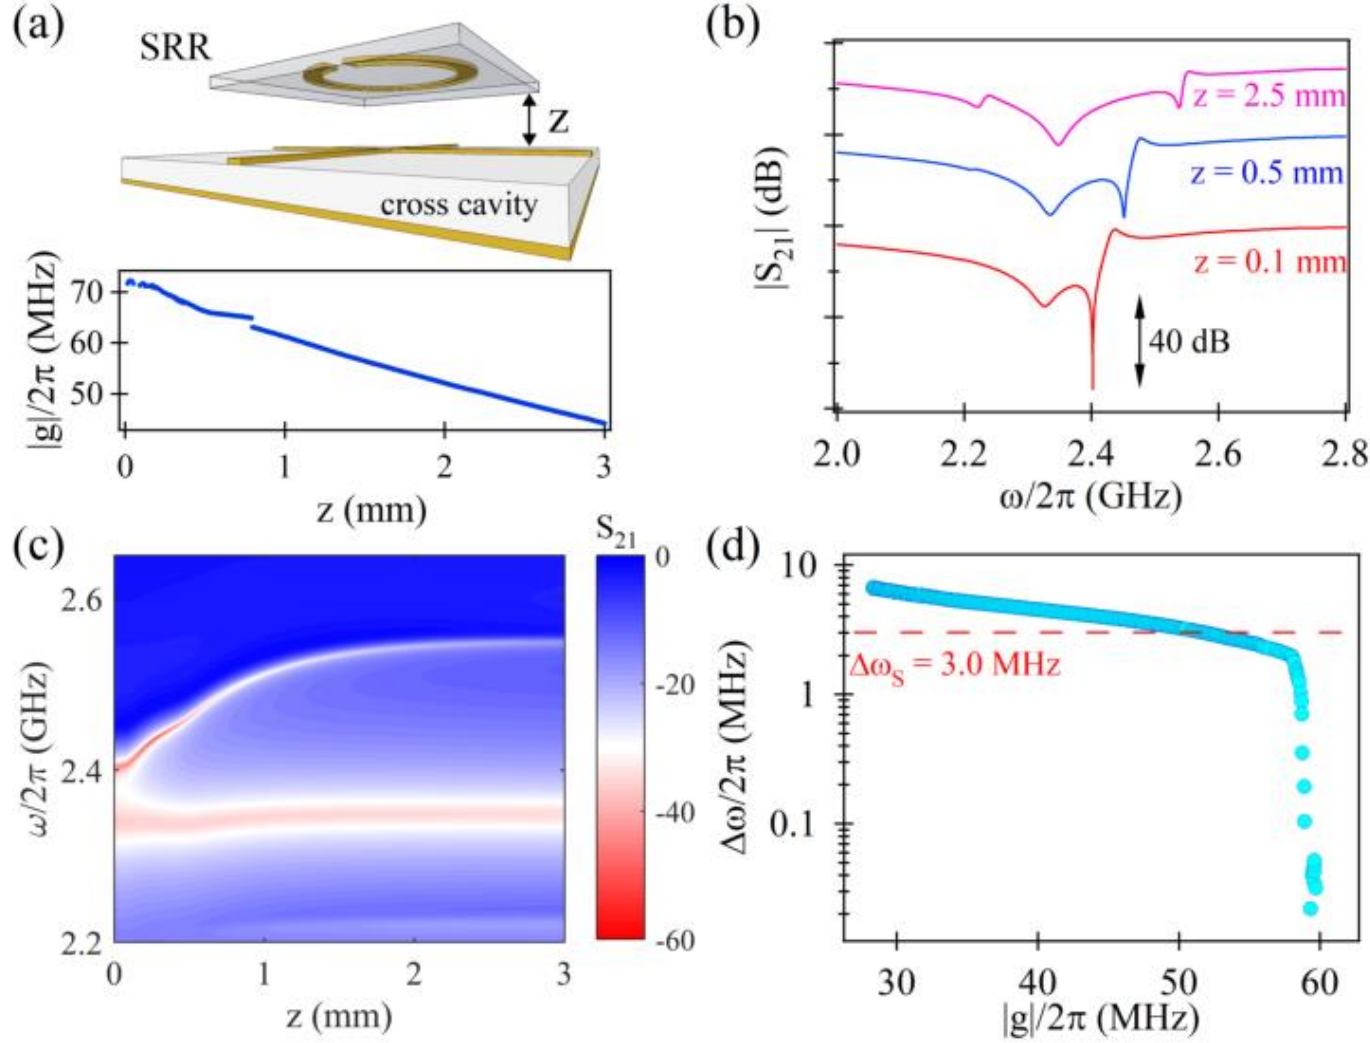 (a)
SRR
z
cross cavity
|g|/2π (MHz)
70
60
50
0 1 2 3
z (mm)
(b)
|S21| (dB)
z = 2.5 mm
z = 0.5 mm
z = 0.1 mm
40 dB
2.0 2.2 2.4 2.6 2.8
ω/2π (GHz)
(c)
S21
ω/2π (GHz)
2.6
2.4
2.2
0 1 2 3
z (mm)
0
-20
-40
-60
(d)
Δω/2π (MHz)
10
1
0.1
ΔωS = 3.0 MHz
30 40 50 60
|g|/2π (MHz)